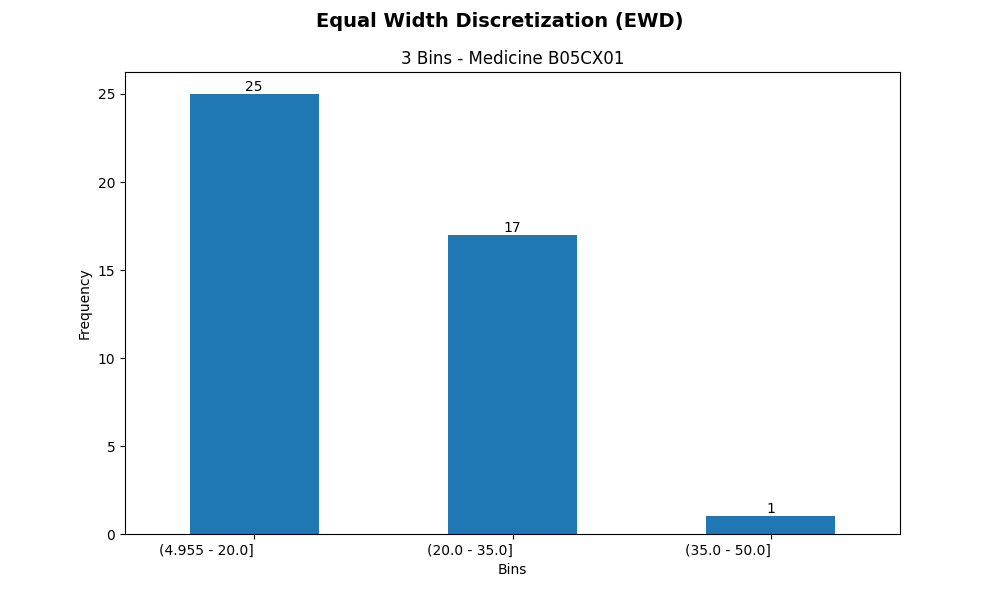 Equal Width Discretization (EWD)
3 Bins - Medicine B05CX01
25
17
1
Frequency
25
20
15
10
5
0
(4.955 - 20.0]
(20.0 - 35.0]
(35.0 - 50.0]
Bins